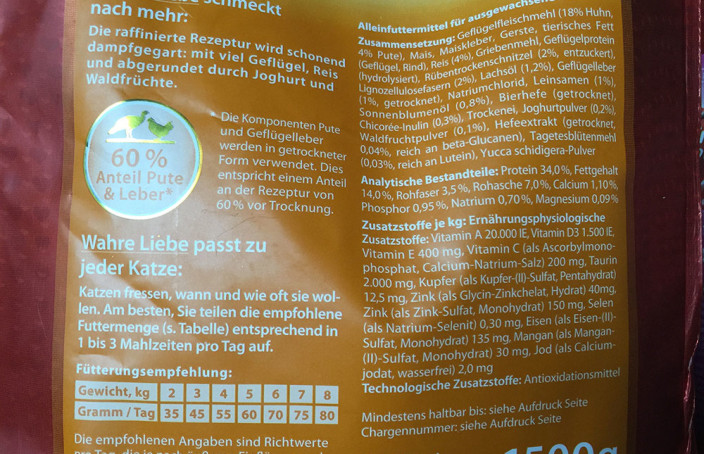 schmeckt
nach mehr:
Die raffinierte Rezeptur wird schonend
dampfgegart: mit viel Geflügel, Reis
und abgerundet durch Joghurt und
Waldfrüchte.
60 %
Anteil Pute
& Leber*
* Die Komponenten Pute
und Geflügelleber
werden in getrockneter
Form verwendet. Dies
entspricht einem Anteil
an der Rezeptur von
60 % vor Trocknung.
Wahre Liebe passt zu
jeder Katze:
Katzen fressen, wann und wie oft sie wol-
len. Am besten, Sie teilen die empfohlene
Futtermenge (s. Tabelle) entsprechend in
1 bis 3 Mahlzeiten pro Tag auf.
Fütterungsempfehlung:
Gewicht, kg 2 3 4 5 6 7 8
Gramm / Tag 35 45 55 60 70 75 80
Die empfohlenen Angaben sind Richtwerte
Alleinfuttermittel für ausgewachsene
Zusammensetzung: Geflügelfleischmehl (18% Huhn,
4% Pute), Mais, Maiskleber, Gerste, tierisches Fett
(Geflügel, Rind), Reis (4%), Griebenmehl, Geflügelprotein
(hydrolysiert), Rübentrockenschnitzel (2%, entzuckert),
Lignozellulosefasern (2%), Lachsöl (1,2%), Geflügelleber
(1%, getrocknet), Natriumchlorid, Leinsamen (1%),
Sonnenblumenöl (0,8%), Bierhefe (getrocknet),
Chicorée-Inulin (0,3%), Trockenei, Joghurtpulver (0,2%),
Waldfruchtpulver (0,1%), Hefeextrakt (getrocknet,
0,04%, reich an beta-Glucanen), Tagetesblütenmehl
(0,03%, reich an Lutein), Yucca schidigera-Pulver
Analytische Bestandteile: Protein 34,0%, Fettgehalt
14,0%, Rohfaser 3,5%, Rohasche 7,0%, Calcium 1,10%,
Phosphor 0,95%, Natrium 0,70%, Magnesium 0,09%
Zusatzstoffe je kg: Ernährungsphysiologische
Zusatzstoffe: Vitamin A 20.000 IE, Vitamin D3 1.500 IE,
Vitamin E 400 mg, Vitamin C (als Ascorbylmono-
phosphat, Calcium-Natrium-Salz) 200 mg, Taurin
2.000 mg, Kupfer (als Kupfer-(II)-Sulfat, Pentahydrat)
12,5 mg, Zink (als Glycin-Zinkchelat, Hydrat) 40mg,
Zink (als Zink-Sulfat, Monohydrat) 150 mg, Selen
(als Natrium-Selenit) 0,30 mg, Eisen (als Eisen-(II)-
Sulfat, Monohydrat) 135 mg, Mangan (als Mangan-
(II)-Sulfat, Monohydrat) 30 mg, Jod (als Calcium-
jodat, wasserfrei) 2,0 mg
Technologische Zusatzstoffe: Antioxidationsmittel
Mindestens haltbar bis: siehe Aufdruck Seite
Chargennummer: siehe Aufdruck Seite
1500g